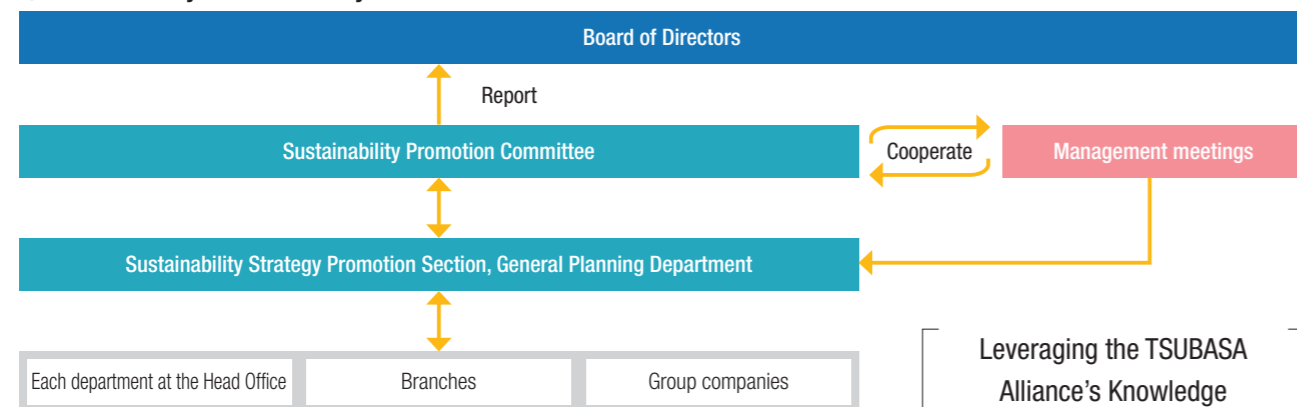 Board of Directors
Report
Sustainability Promotion Committee
Cooperate
Management meetings
Sustainability Strategy Promotion Section, General Planning Department
Each department at the Head Office
Branches
Group companies
Leveraging the TSUBASA
Alliance's Knowledge